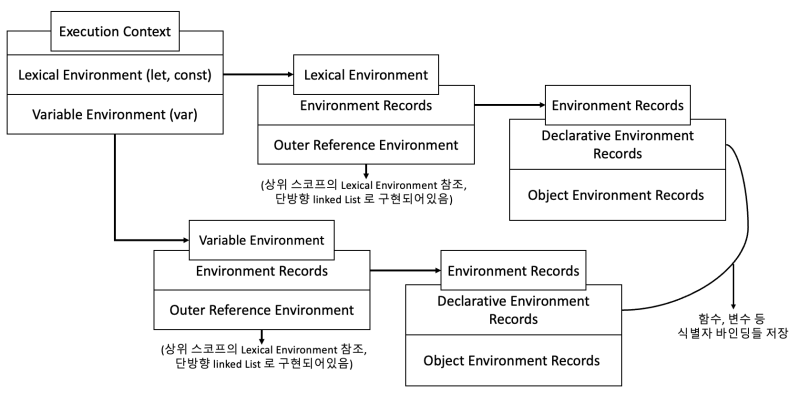 Execution Context
Lexical Environment (let, const)
Variable Environment (var)
Lexical Environment
Environment Records
Outer Reference Environment
(상위 스코프의 Lexical Environment 참조,
단방향 linked List 로 구현되어있음)
Environment Records
Declarative Environment
Records
Object Environment Records
Variable Environment
Environment Records
Outer Reference Environment
(상위 스코프의 Lexical Environment 참조,
단방향 linked List 로 구현되어있음)
Environment Records
Declarative Environment
Records
Object Environment Records
함수, 변수 등
식별자 바인딩들 저장